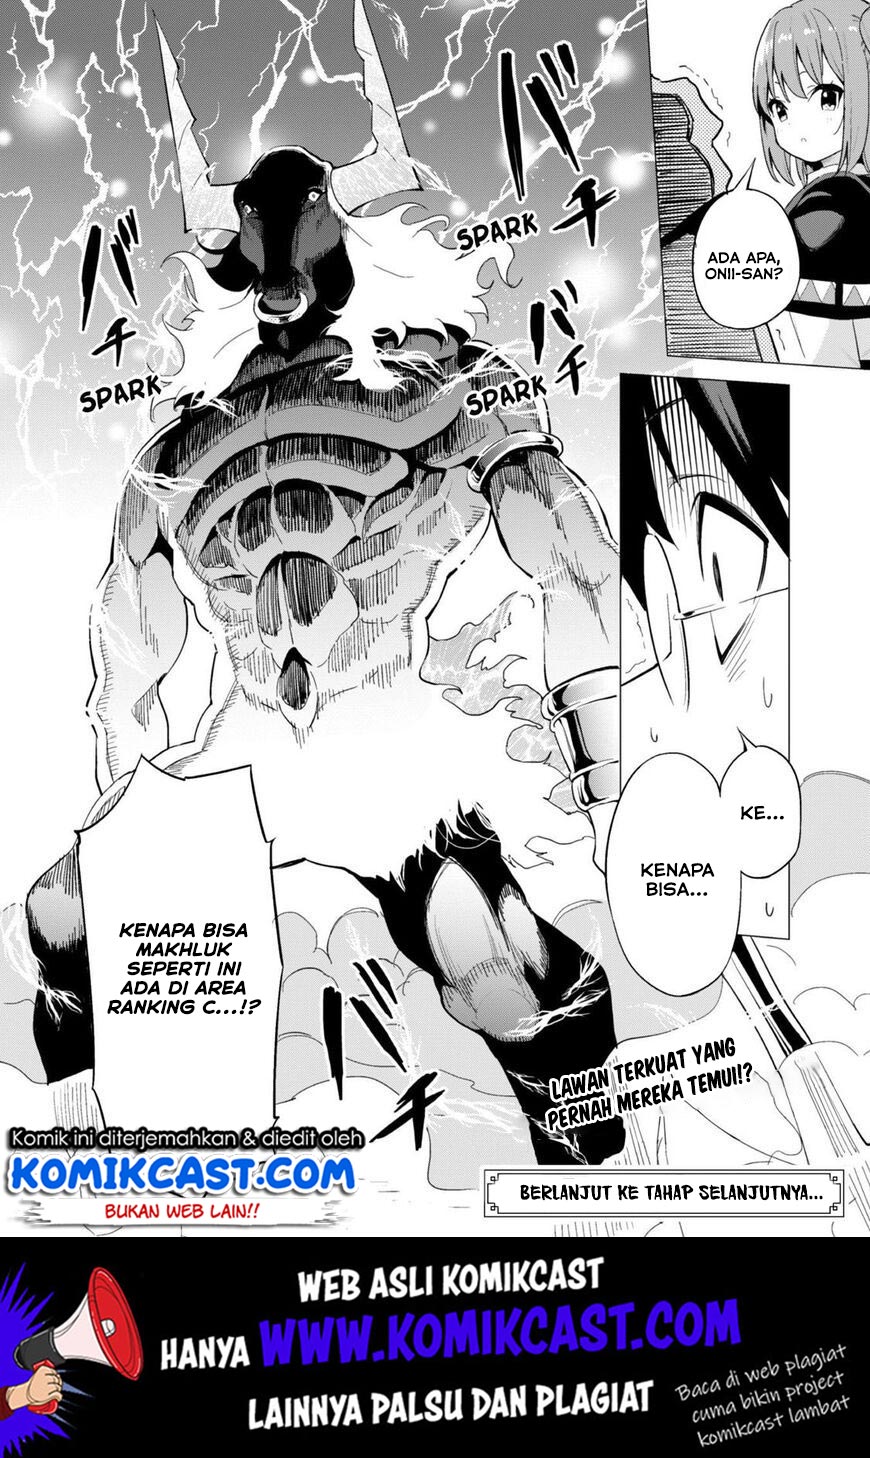 ADA APA,
ONII-SAN?
バチ
SPARK
バチ
SPARK
バチ
SPARK
KE...
KENAPA
BISA...
KENAPA BISA
MAKHLUK
SEPERTI INI
ADA DI AREA
RANKING C...!?
バチ
LAWAN TERKUAT YANG
PERNAH MEREKA TEMUI!?
Komik ini diterjemahkan & diedit oleh
KOMIKCAST.COM
BUKAN WEB LAIN!!
BERLANJUT KE TAHAP SELANJUTNYA...
WEB ASLI KOMIKCAST
HANYA WWW.KOMIKCAST.COM
LAINNYA PALSU DAN PLAGIAT
Baca di web plagiat
cuma bikin project
komikcast lambat